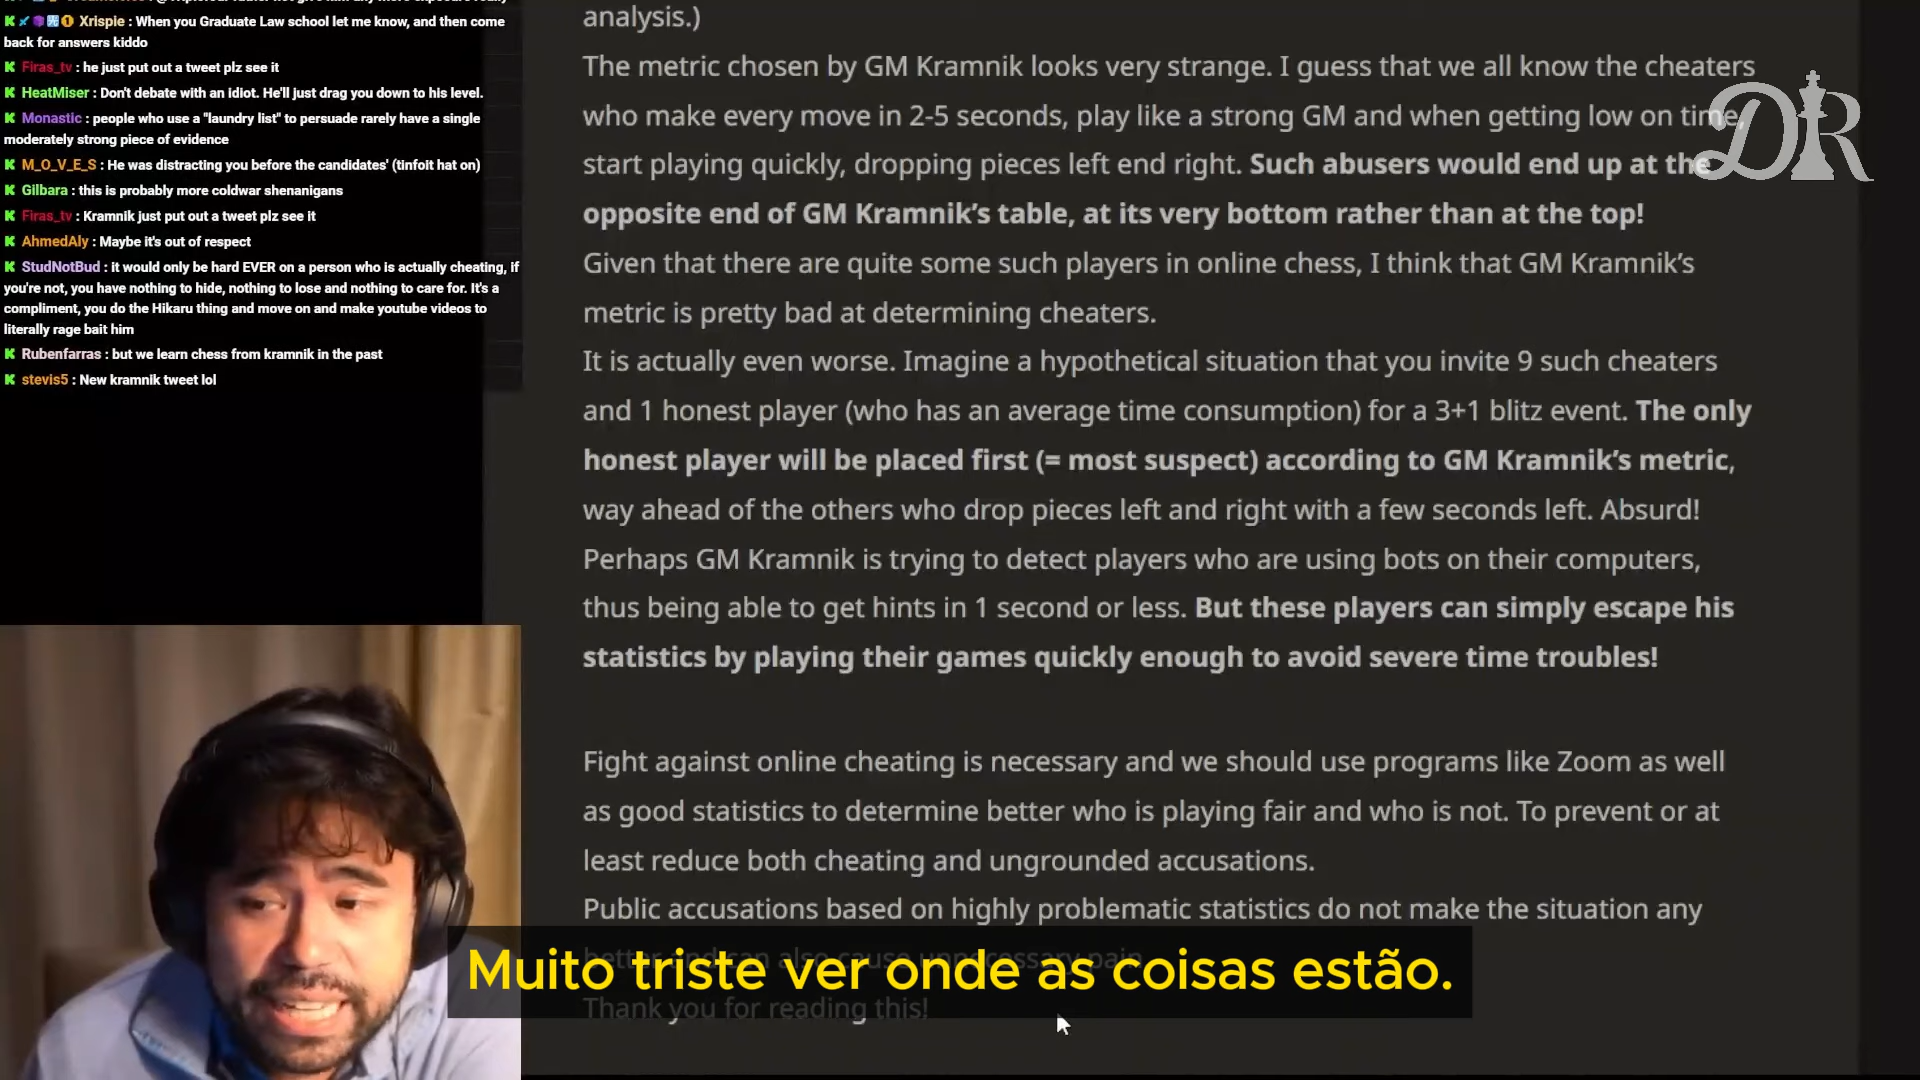 Xrispie : When you Graduate Law school let me know, and then come
back for answers kiddo
Firas_tv : he just put out a tweet plz see it
HeatMiser : Don't debate with an idiot. He'll just drag you down to his level.
Monastic : people who use a "laundry list" to persuade rarely have a single
moderately strong piece of evidence
M_O_V_E_S : He was distracting you before the candidates' (tinfoit hat on)
Gilbara : this is probably more coldwar shenanigans
Firas_tv : Kramnik just put out a tweet plz see it
AhmedAly : Maybe it's out of respect
StudNotBud : it would only be hard EVER on a person who is actually cheating, if
you're not, you have nothing to hide, nothing to lose and nothing to care for. It's a
compliment, you do the Hikaru thing and move on and make youtube videos to
literally rage bait him
Rubenfarras : but we learn chess from kramnik in the past
stevis5 : New kramnik tweet lol
analysis.)
The metric chosen by GM Kramnik looks very strange. I guess that we all know the cheaters
who make every move in 2-5 seconds, play like a strong GM and when getting low on time,
start playing quickly, dropping pieces left end right. Such abusers would end up at the
opposite end of GM Kramnik's table, at its very bottom rather than at the top!
Given that there are quite some such players in online chess, I think that GM Kramnik's
metric is pretty bad at determining cheaters.
It is actually even worse. Imagine a hypothetical situation that you invite 9 such cheaters
and 1 honest player (who has an average time consumption) for a 3+1 blitz event. The only
honest player will be placed first (= most suspect) according to GM Kramnik's metric,
way ahead of the others who drop pieces left and right with a few seconds left. Absurd!
Perhaps GM Kramnik is trying to detect players who are using bots on their computers,
thus being able to get hints in 1 second or less. But these players can simply escape his
statistics by playing their games quickly enough to avoid severe time troubles!
Fight against online cheating is necessary and we should use programs like Zoom as well
as good statistics to determine better who is playing fair and who is not. To prevent or at
least reduce both cheating and ungrounded accusations.
Public accusations based on highly problematic statistics do not make the situation any
better and can also cause unnecessary pain.
Thank you for reading this!
Muito triste ver onde as coisas estão.
DR